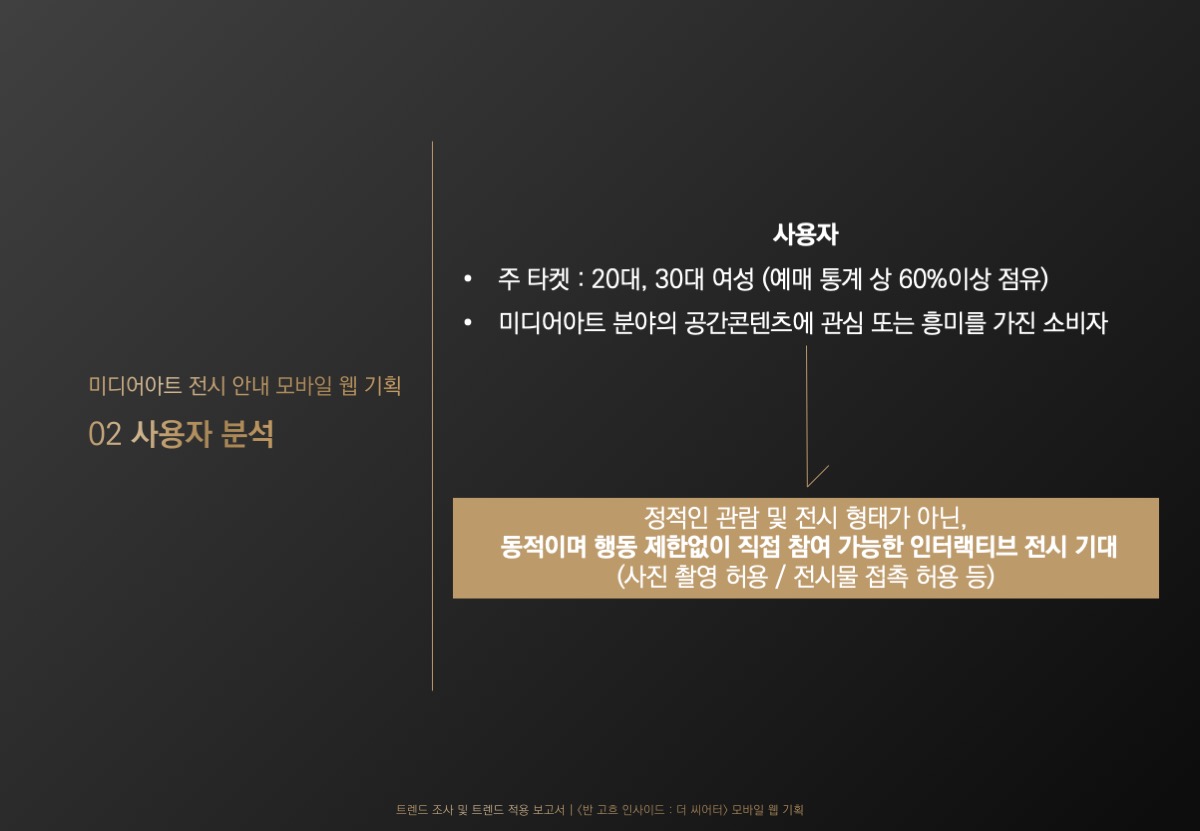 미디어아트 전시 안내 모바일 웹 기획
02 사용자 분석
사용자
• 주 타켓 : 20대, 30대 여성 (예매 통계 상 60%이상 점유)
• 미디어아트 분야의 공간콘텐츠에 관심 또는 흥미를 가진 소비자
정적인 관람 및 전시 형태가 아닌,
동적이며 행동 제한없이 직접 참여 가능한 인터랙티브 전시 기대
(사진 촬영 허용 / 전시물 접촉 허용 등)
트렌드 조사 및 트렌드 적용 보고서 | 〈반 고흐 인사이드 : 더 씨어터〉 모바일 웹 기획